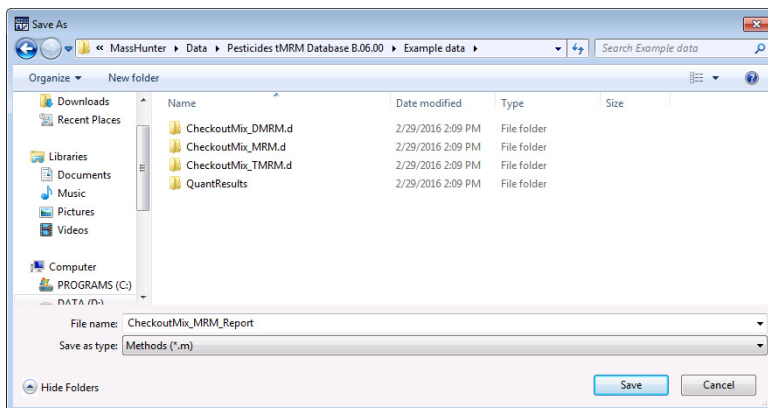 Save As
« MassHunter ▸ Data ▸ Pesticides tMRM Database B.06.00 ▸ Example data ▸ Search Example data
Organize New folder
Downloads
Recent Places
Libraries
Documents
Music
Pictures
Videos
Computer
PROGRAMS (C:)
DATA (D:)
Name Date modified Type Size
CheckoutMix_DMRM.d 2/29/2016 2:09 PM File folder
CheckoutMix_MRM.d 2/29/2016 2:09 PM File folder
CheckoutMix_TMRM.d 2/29/2016 2:09 PM File folder
QuantResults 2/29/2016 2:09 PM File folder
File name: CheckoutMix_MRM_Report
Save as type: Methods (*.m)
Hide Folders Save Cancel